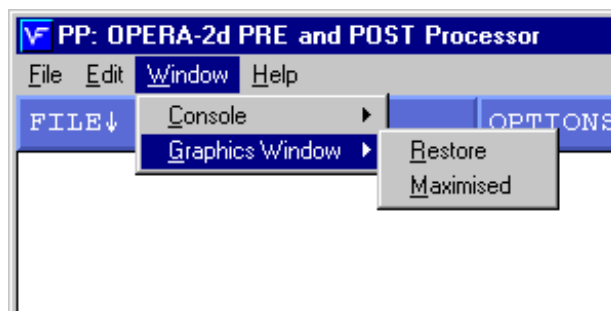 PP: OPERA-2d PRE and POST Processor
File Edit Window Help
FILE↓ OPTIONS
Console
Graphics Window
Restore
Maximised